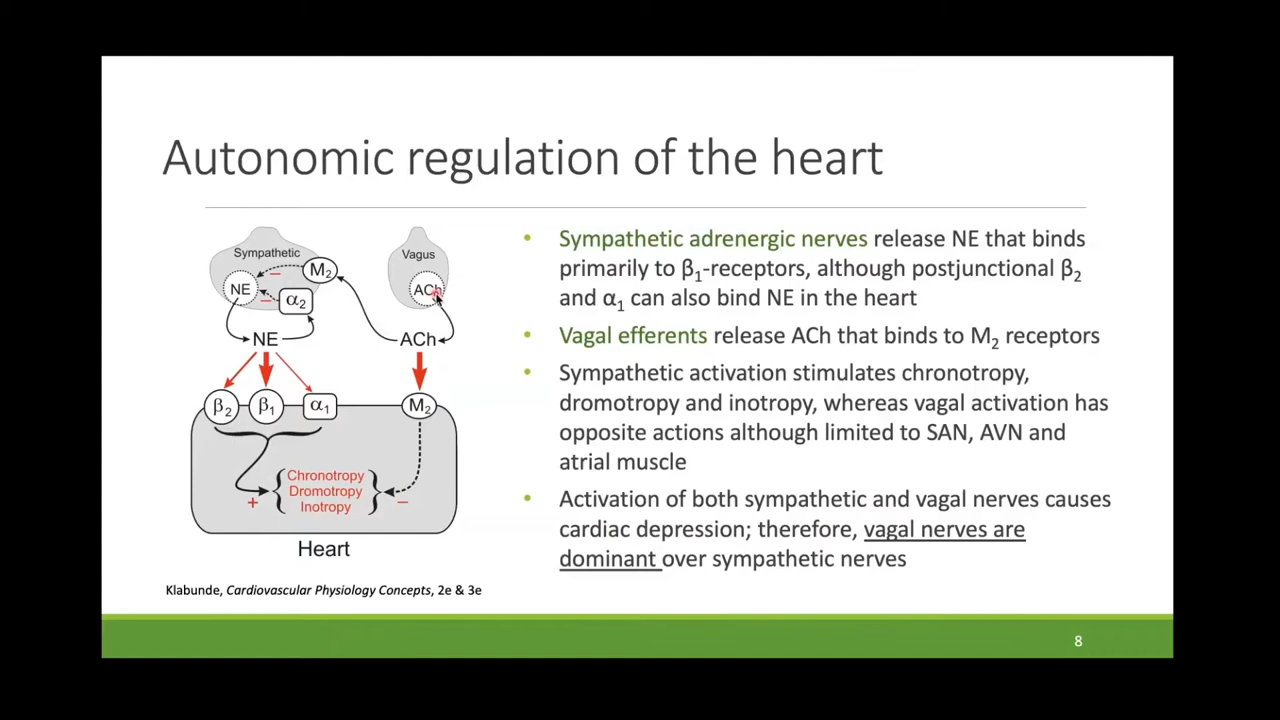 Autonomic regulation of the heart
Sympathetic
Vagus
M2
NE
α2
ACh
NE
ACh
β2
β1
α1
M2
Chronotropy
Dromotropy
Inotropy
+
−
−
−
Heart
Klabunde, Cardiovascular Physiology Concepts, 2e & 3e
• Sympathetic adrenergic nerves release NE that binds
primarily to β1-receptors, although postjunctional β2
and α1 can also bind NE in the heart
• Vagal efferents release ACh that binds to M2 receptors
• Sympathetic activation stimulates chronotropy,
dromotropy and inotropy, whereas vagal activation has
opposite actions although limited to SAN, AVN and
atrial muscle
• Activation of both sympathetic and vagal nerves causes
cardiac depression; therefore, vagal nerves are
dominant over sympathetic nerves
8